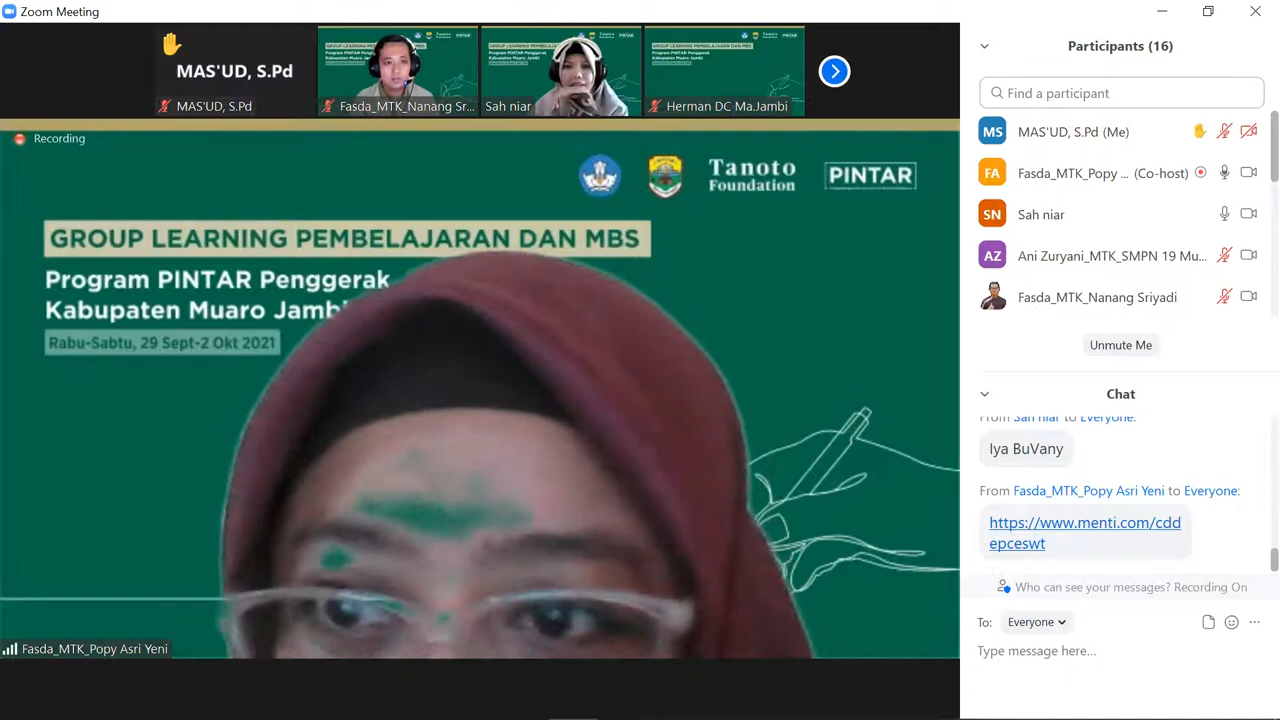 Zoom Meeting
MAS'UD, S.Pd
MAS'UD, S.Pd
Fasda_MTK_Nanang Sr...
Sah niar
Herman DC Ma.Jambi
Recording
Tanoto
Foundation
PINTAR
GROUP LEARNING PEMBELAJARAN DAN MBS
Program PINTAR Penggerak
Kabupaten Muaro Jambi
Rabu-Sabtu, 29 Sept-2 Okt 2021
Fasda_MTK_Popy Asri Yeni
Participants (16)
Find a participant
MS
MAS'UD, S.Pd (Me)
FA
Fasda_MTK_Popy ... (Co-host)
SN
Sah niar
AZ
Ani Zuryani_MTK_SMPN 19 Mu...
Fasda_MTK_Nanang Sriyadi
Unmute Me
Chat
From Sah niar to Everyone:
Iya BuVany
From Fasda_MTK_Popy Asri Yeni to Everyone:
https://www.menti.com/cdd
epceswt
Who can see your messages? Recording On
To: Everyone
Type message here...